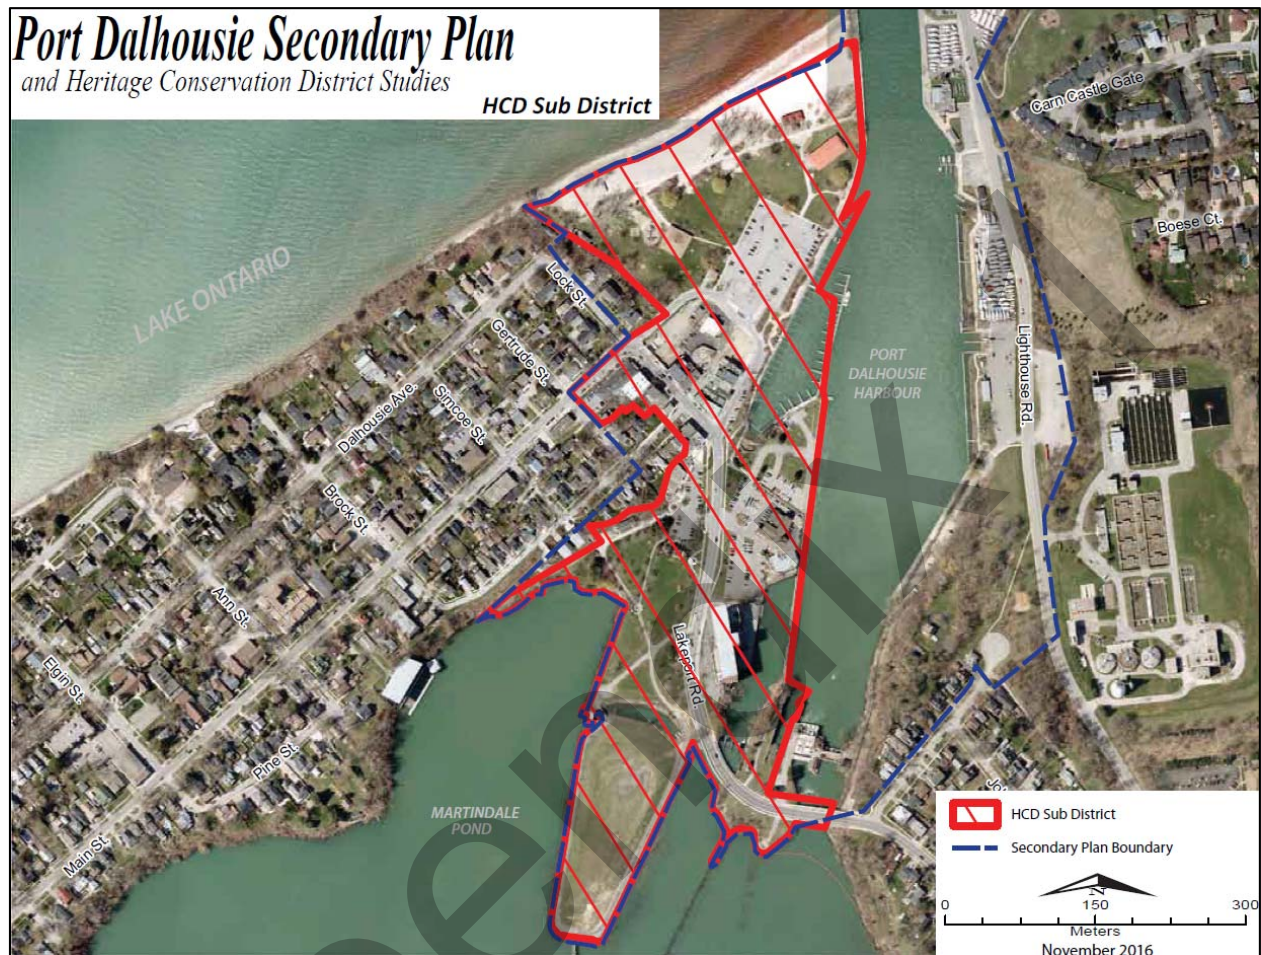 Port Dalhousie Secondary Plan
and Heritage Conservation District Studies
HCD Sub District
Carn Castle Gate
Boese Ct.
LAKE ONTARIO
Lock St.
Gertrude St.
Dalhousie Ave.
Simcoe St.
PORT
DALHOUSIE
HARBOUR
Lighthouse Rd.
Brock St.
Ann St.
Elgin St.
Lakeport Rd.
Pine St.
Main St.
MARTINDALE
POND
HCD Sub District
Secondary Plan Boundary
N
0 150 300
Meters
November 2016